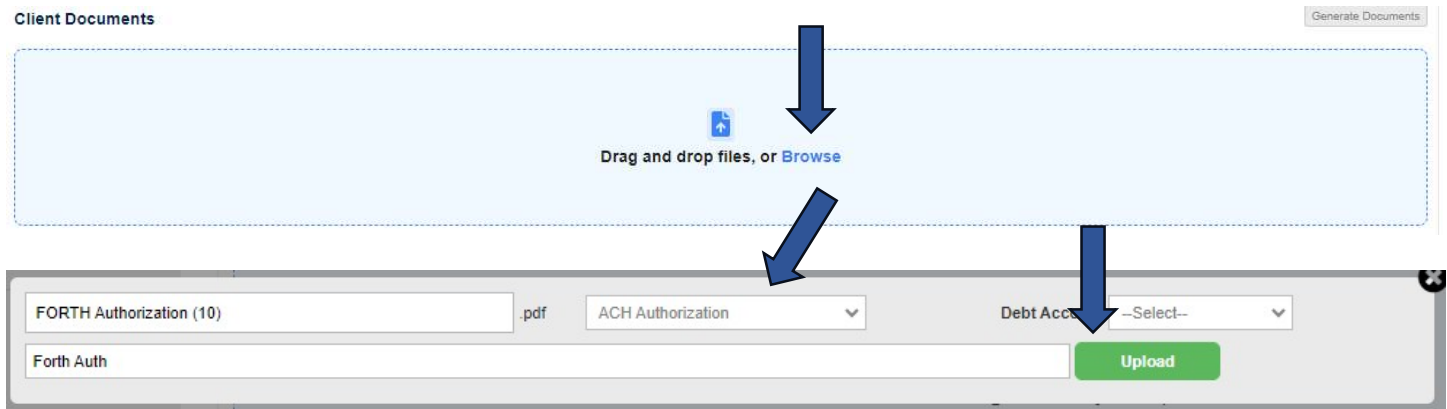 Client Documents
Generate Documents
Drag and drop files, or Browse
FORTH Authorization (10)
.pdf
ACH Authorization
Debt Acco
--Select--
Forth Auth
Upload